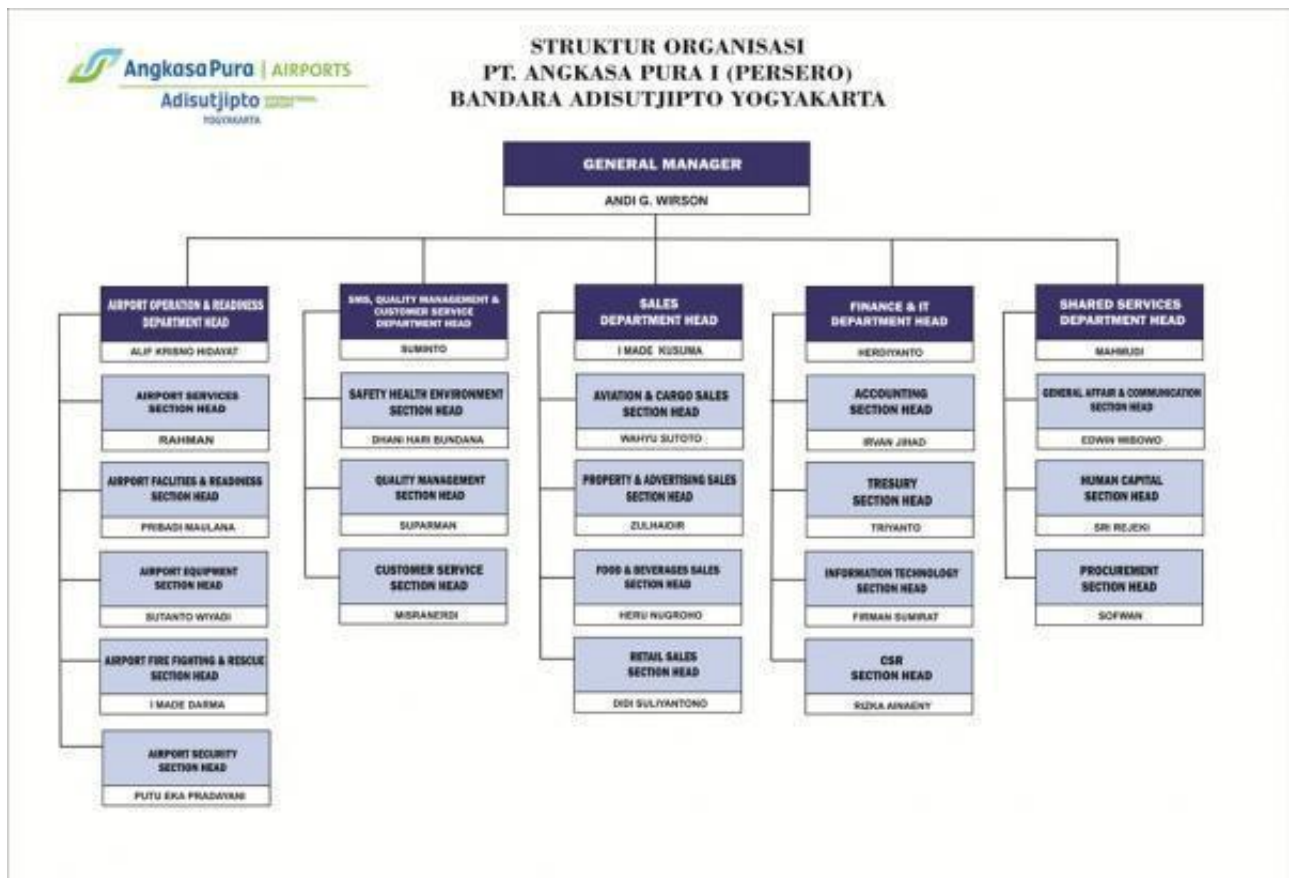 AngkasaPura | AIRPORTS
Adisutjipto INTERNATIONAL AIRPORT
YOGYAKARTA
STRUKTUR ORGANISASI
PT. ANGKASA PURA I (PERSERO)
BANDARA ADISUTJIPTO YOGYAKARTA
GENERAL MANAGER
ANDI G. WIRSON
AIRPORT OPERATION & READINESS
DEPARTMENT HEAD
ALIF KRISNO HIDAYAT
AIRPORT SERVICES
SECTION HEAD
RAHMAN
AIRPORT FACILITIES & READINESS
SECTION HEAD
PRIBADI MAULANA
AIRPORT EQUIPMENT
SECTION HEAD
SUTANTO WIYADI
AIRPORT FIRE FIGHTING & RESCUE
SECTION HEAD
I MADE DARMA
AIRPORT SECURITY
SECTION HEAD
PUTU EKA PRADAYANI
SMS, QUALITY MANAGEMENT &
CUSTOMER SERVICE
DEPARTMENT HEAD
SUMINTO
SAFETY HEALTH ENVIRONMENT
SECTION HEAD
DHANI HARI BUNDANA
QUALITY MANAGEMENT
SECTION HEAD
SUPARMAN
CUSTOMER SERVICE
SECTION HEAD
MISRANERDI
SALES
DEPARTMENT HEAD
I MADE KUSUMA
AVIATION & CARGO SALES
SECTION HEAD
WAHYU SUTOTO
PROPERTY & ADVERTISING SALES
SECTION HEAD
ZULHAIDIR
FOOD & BEVERAGES SALES
SECTION HEAD
HERU NUGROHO
RETAIL SALES
SECTION HEAD
DIDI SULIYANTONO
FINANCE & IT
DEPARTMENT HEAD
HERDIYANTO
ACCOUNTING
SECTION HEAD
IRVAN JIHAD
TRESURY
SECTION HEAD
TRIYANTO
INFORMATION TECHNOLOGY
SECTION HEAD
FIRMAN SUMIRAT
CSR
SECTION HEAD
RIZKA AINAENY
SHARED SERVICES
DEPARTMENT HEAD
MAHMUDI
GENERAL AFFAIR & COMMUNICATION
SECTION HEAD
EDWIN WIBOWO
HUMAN CAPITAL
SECTION HEAD
SRI REJEKI
PROCUREMENT
SECTION HEAD
SOFWAN